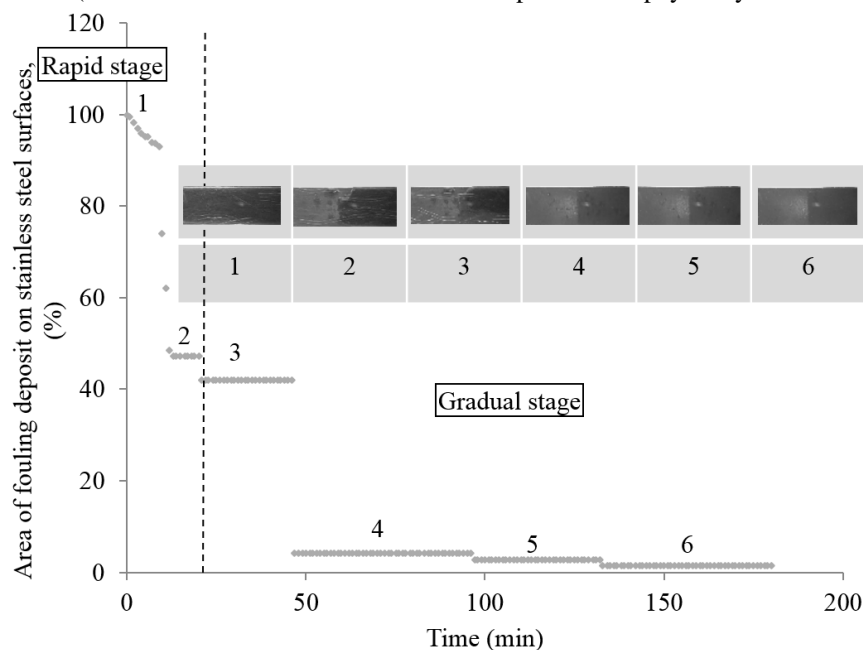 120
Rapid stage
1
100
80
1 2 3 4 5 6
60
2
3
40
Gradual stage
20
4
5
6
0
0 50 100 150 200
Time (min)
Area of fouling deposit on stainless steel surfaces,
(%)